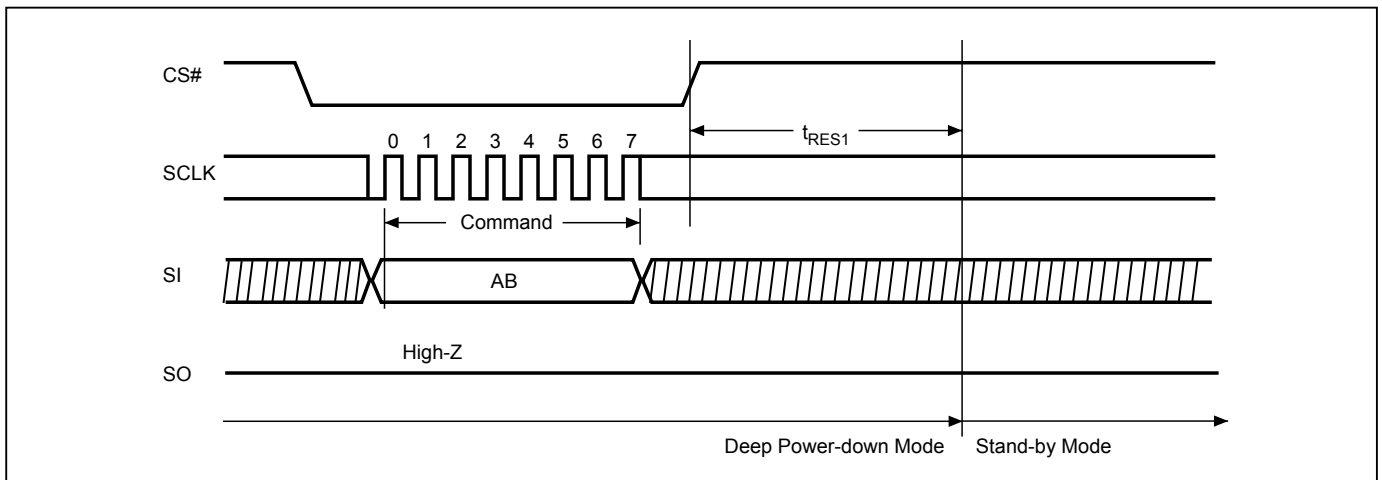 CS#
tRES1
0 1 2 3 4 5 6 7
SCLK
Command
SI
AB
High-Z
SO
Deep Power-down Mode Stand-by Mode